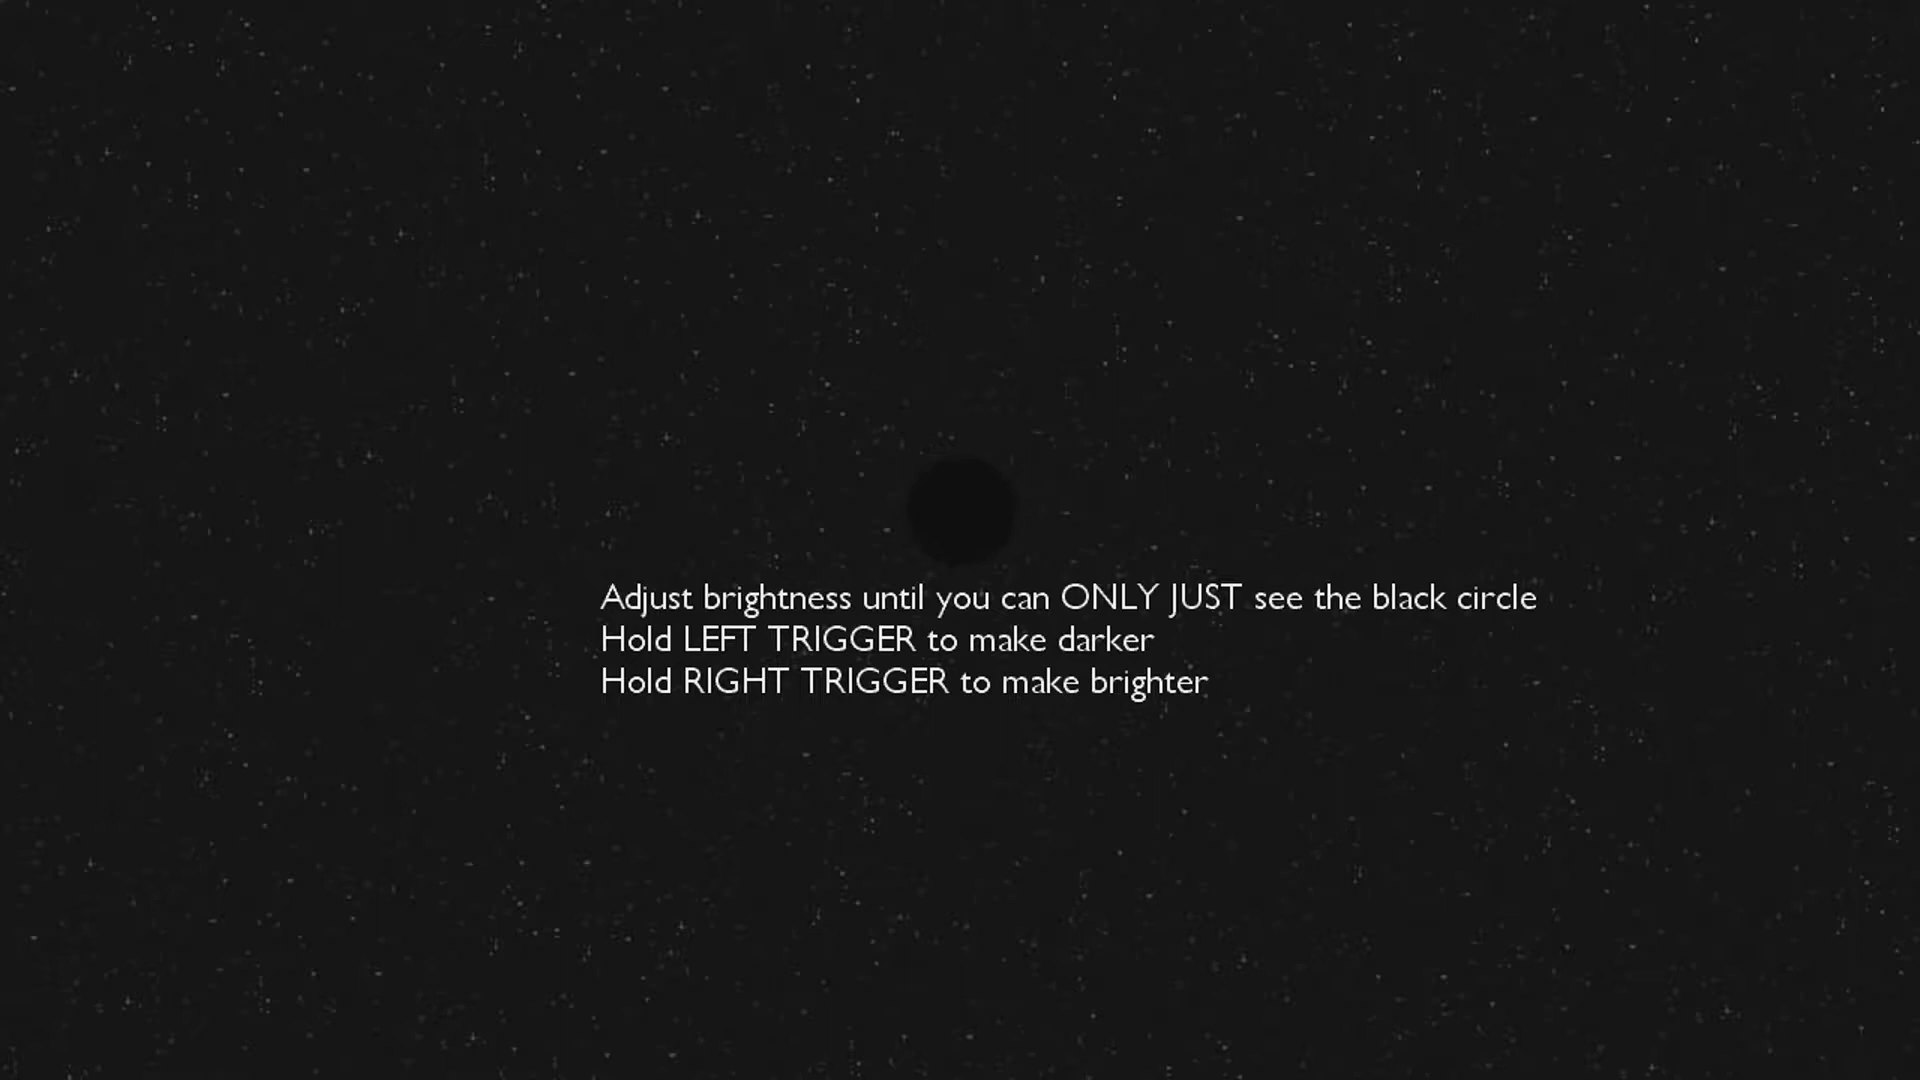 Adjust brightness until you can ONLY JUST see the black circle
Hold LEFT TRIGGER to make darker
Hold RIGHT TRIGGER to make brighter